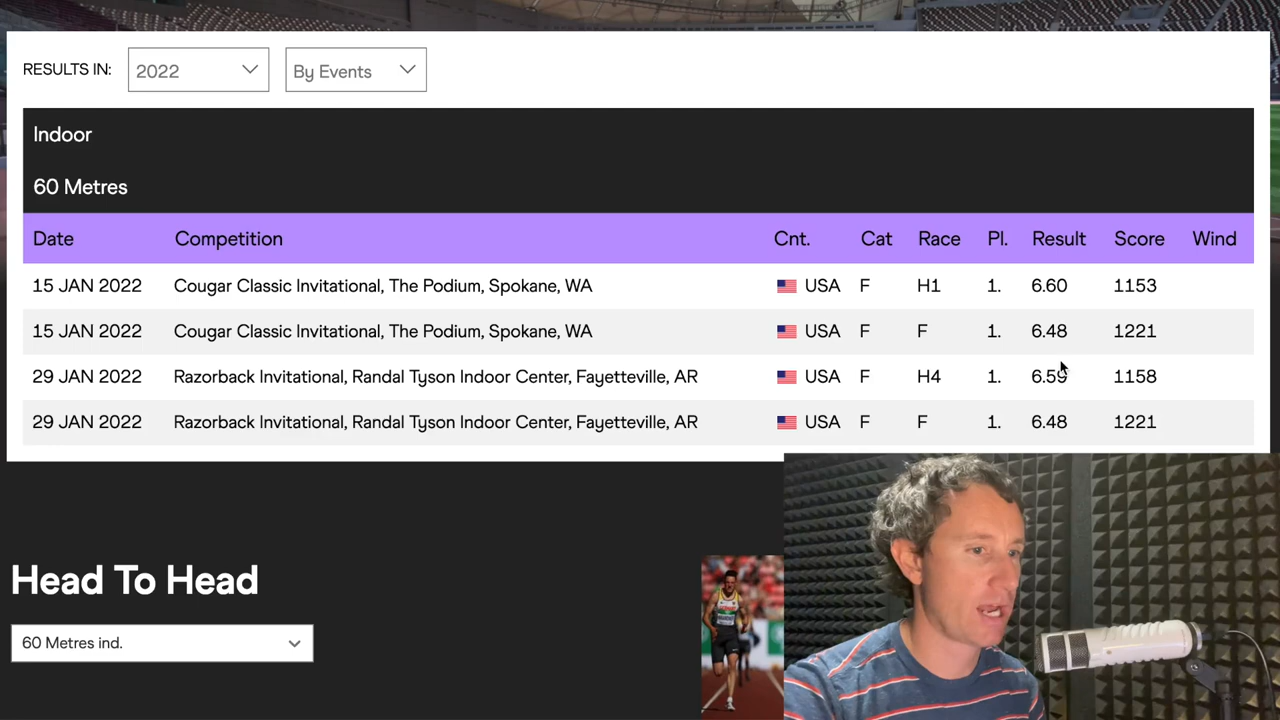 RESULTS IN: 2022 By Events
Indoor
60 Metres
Date Competition Cnt. Cat Race Pl. Result Score Wind
15 JAN 2022 Cougar Classic Invitational, The Podium, Spokane, WA USA F H1 1. 6.60 1153
15 JAN 2022 Cougar Classic Invitational, The Podium, Spokane, WA USA F F 1. 6.48 1221
29 JAN 2022 Razorback Invitational, Randal Tyson Indoor Center, Fayetteville, AR USA F H4 1. 6.59 1158
29 JAN 2022 Razorback Invitational, Randal Tyson Indoor Center, Fayetteville, AR USA F F 1. 6.48 1221
Head To Head
60 Metres ind.